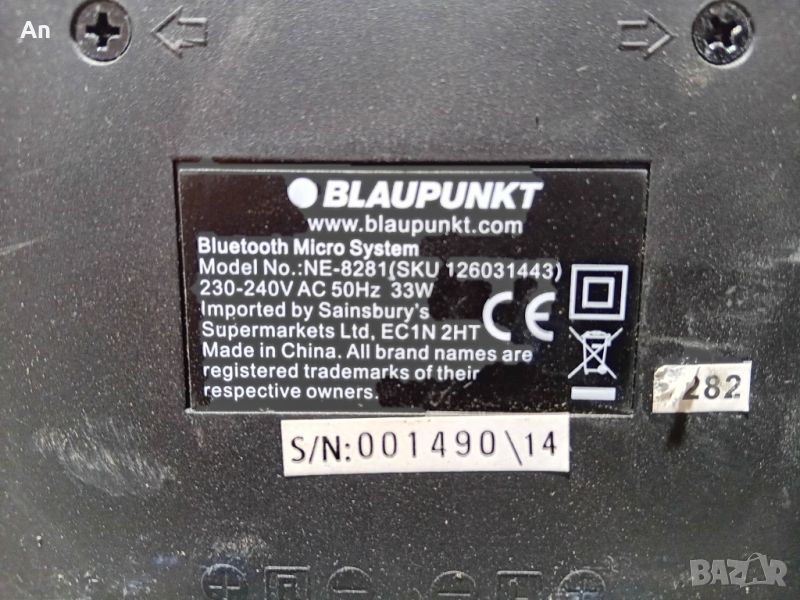 An
BLAUPUNKT
www.blaupunkt.com
Bluetooth Micro System
Model No.:NE-8281(SKU 126031443)
230-240V AC 50Hz 33W
Imported by Sainsbury's
Supermarkets Ltd, EC1N 2HT
Made in China. All brand names are
registered trademarks of their
respective owners.
CE
282
S/N: 001490\14
+ R − − L +
BAZAR